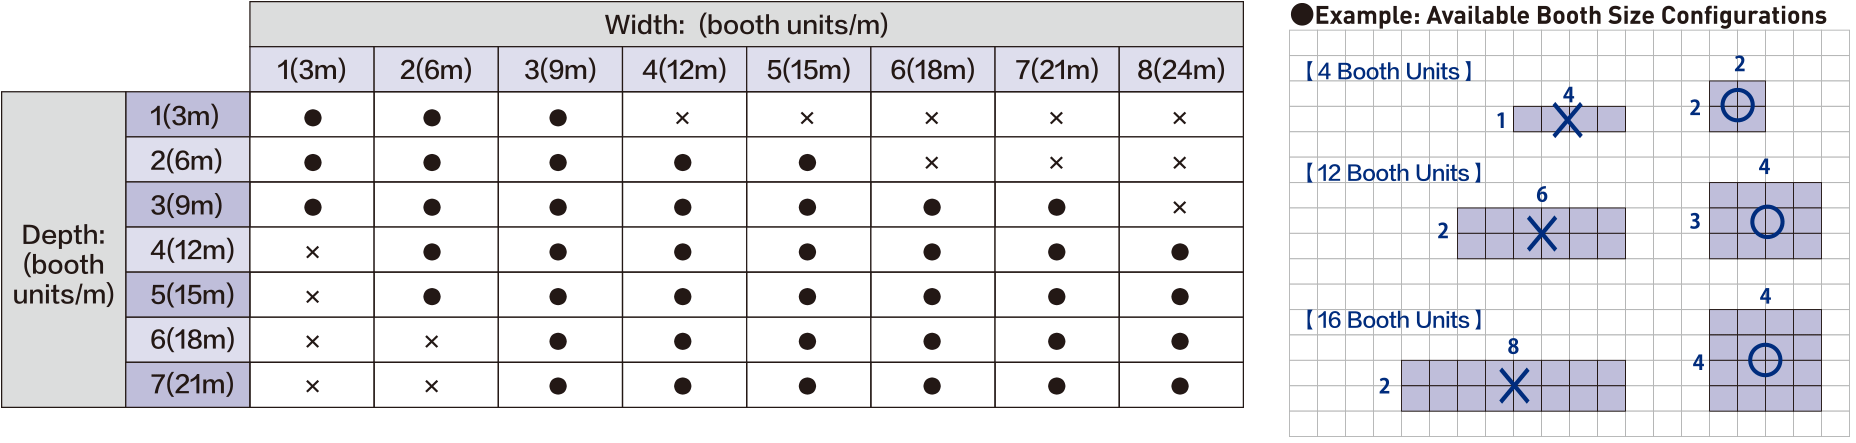 Width: (booth units/m)
1(3m) 2(6m) 3(9m) 4(12m) 5(15m) 6(18m) 7(21m) 8(24m)
Depth:
(booth
units/m)
1(3m) ● ● ● × × × × ×
2(6m) ● ● ● ● ● × × ×
3(9m) ● ● ● ● ● ● ● ×
4(12m) × ● ● ● ● ● ● ●
5(15m) × ● ● ● ● ● ● ●
6(18m) × × ● ● ● ● ● ●
7(21m) × × ● ● ● ● ● ●
●Example: Available Booth Size Configurations
【4 Booth Units】
4
1
2
2
【12 Booth Units】
6
2
4
3
【16 Booth Units】
8
2
4
4